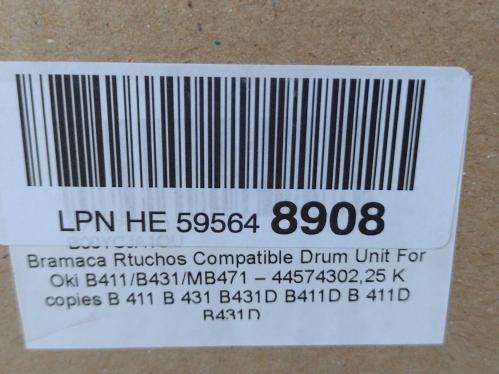 LPN HE 59564 8908
Bramaca Rtuchos Compatible Drum Unit For
Oki B411/B431/MB471 – 44574302,25 K
copies B 411 B 431 B431D B411D B 411D
B431D